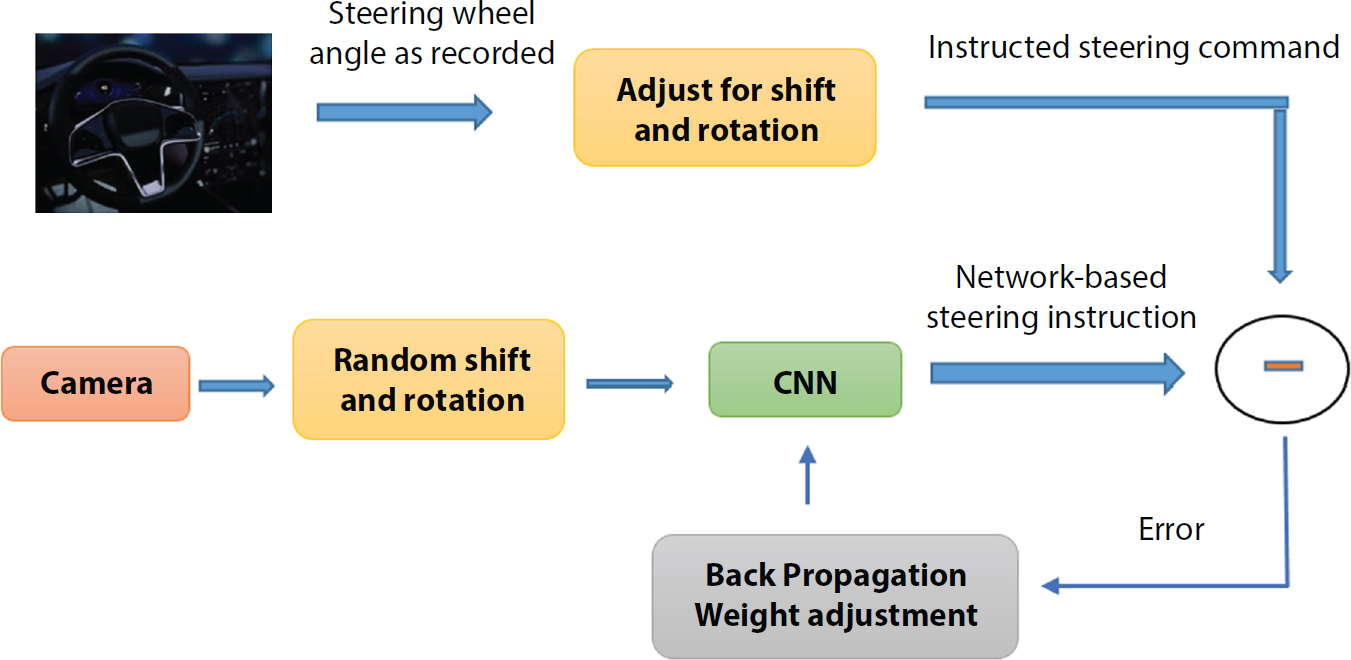 Steering wheel
angle as recorded
Adjust for shift
and rotation
Instructed steering command
Camera
Random shift
and rotation
CNN
Network-based
steering instruction
Error
Back Propagation
Weight adjustment